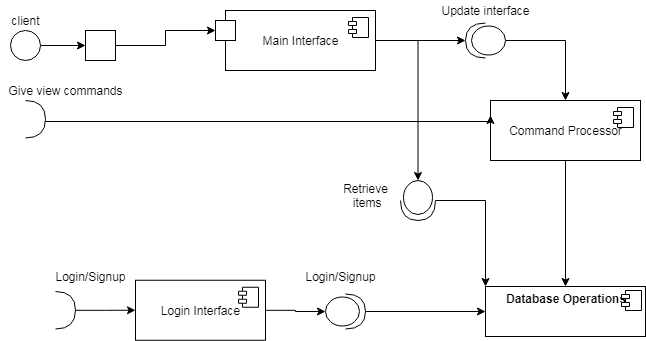 client
Update interface
Main Interface
Give view commands
Command Processor
Retrieve
items
Login/Signup
Login/Signup
Database Operations
Login Interface